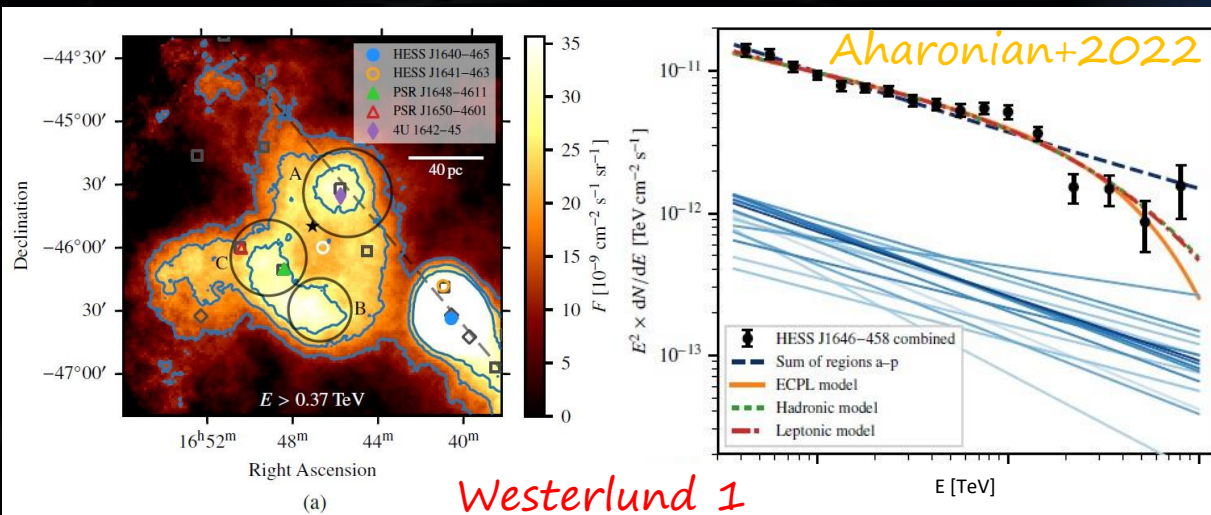 Aharonian+2022
−44°30′
−45°00′
30′
−46°00′
30′
−47°00′
Declination
HESS J1640−465
HESS J1641−463
PSR J1648−4611
PSR J1650−4601
4U 1642−45
40 pc
A
C
B
E > 0.37 TeV
16ʰ52ᵐ 48ᵐ 44ᵐ 40ᵐ
Right Ascension
(a)
35
30
25
20
15
10
5
0
F [10⁻⁹ cm⁻² s⁻¹ sr⁻¹]
10⁻¹¹
10⁻¹²
10⁻¹³
E² × dN/dE [TeV cm⁻² s⁻¹]
HESS J1646−458 combined
Sum of regions a–p
ECPL model
Hadronic model
Leptonic model
E [TeV]
Westerlund 1